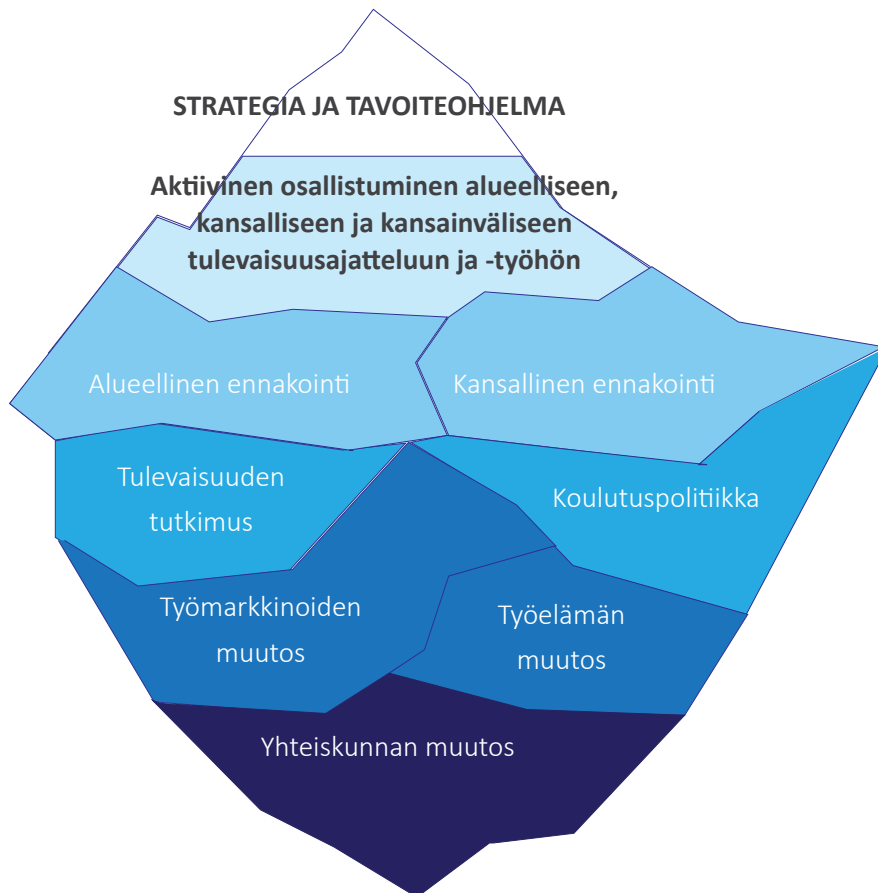 STRATEGIA JA TAVOITEOHJELMA
Aktiivinen osallistuminen alueelliseen,
kansalliseen ja kansainväliseen
tulevaisuusajatteluun ja -työhön
Alueellinen ennakointi
Kansallinen ennakointi
Tulevaisuuden
tutkimus
Koulutuspolitiikka
Työmarkkinoiden
muutos
Työelämän
muutos
Yhteiskunnan muutos